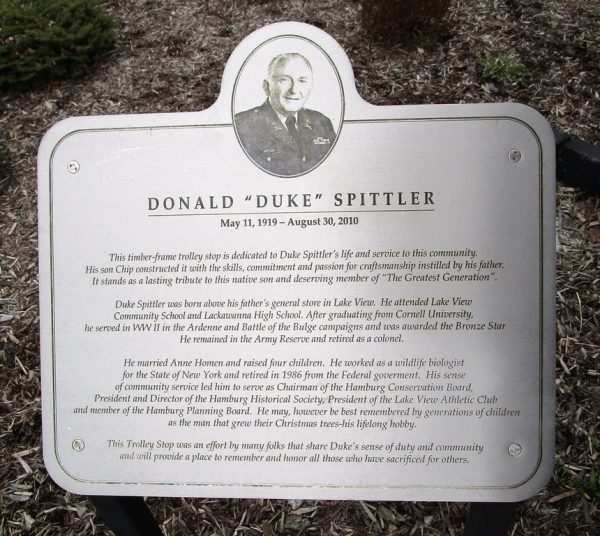 DONALD "DUKE" SPITTLER
May 11, 1919 – August 30, 2010
This timber-frame trolley stop is dedicated to Duke Spittler's life and service to this community.
His son Chip constructed it with the skills, commitment and passion for craftsmanship instilled by his father.
It stands as a lasting tribute to this native son and deserving member of "The Greatest Generation".
Duke Spittler was born above his father's general store in Lake View. He attended Lake View
Community School and Lackawanna High School. After graduating from Cornell University,
he served in WW II in the Ardenne and Battle of the Bulge campaigns and was awarded the Bronze Star
He remained in the Army Reserve and retired as a colonel.
He married Anne Homen and raised four children. He worked as a wildlife biologist
for the State of New York and retired in 1986 from the Federal goverment. His sense
of community service led him to serve as Chairman of the Hamburg Conservation Board,
President and Director of the Hamburg Historical Society, President of the Lake View Athletic Club
and member of the Hamburg Planning Board. He may, however be best remembered by generations of children
as the man that grew their Christmas trees-his lifelong hobby.
This Trolley Stop was an effort by many folks that share Duke's sense of duty and community
and will provide a place to remember and honor all those who have sacrificed for others.